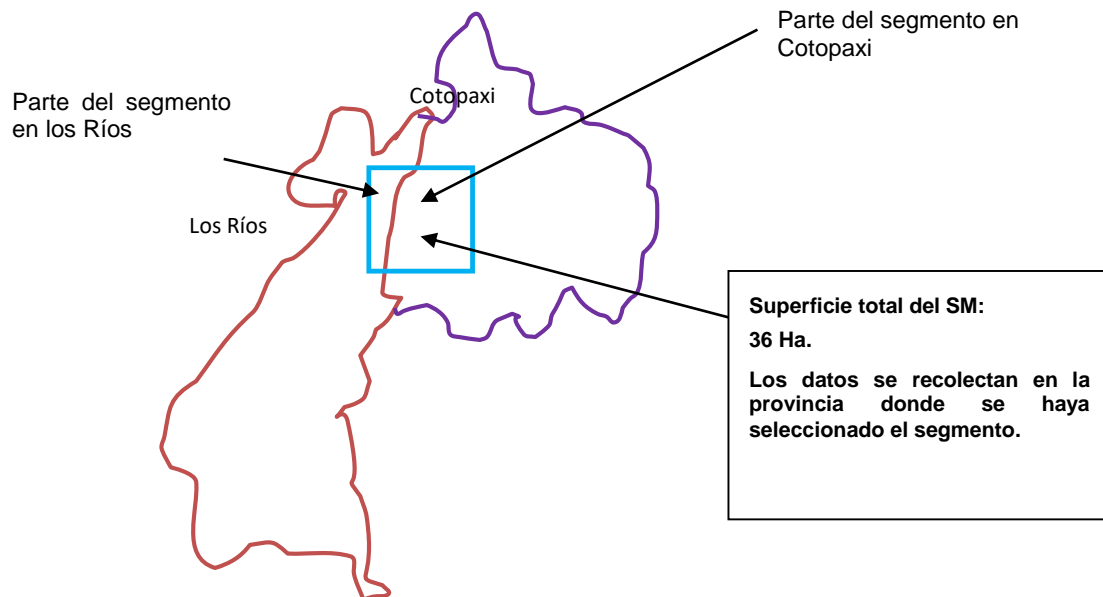 Parte del segmento en
Cotopaxi
Cotopaxi
Parte del segmento
en los Ríos
Los Ríos
Superficie total del SM:
36 Ha.
Los datos se recolectan en la
provincia donde se haya
seleccionado el segmento.